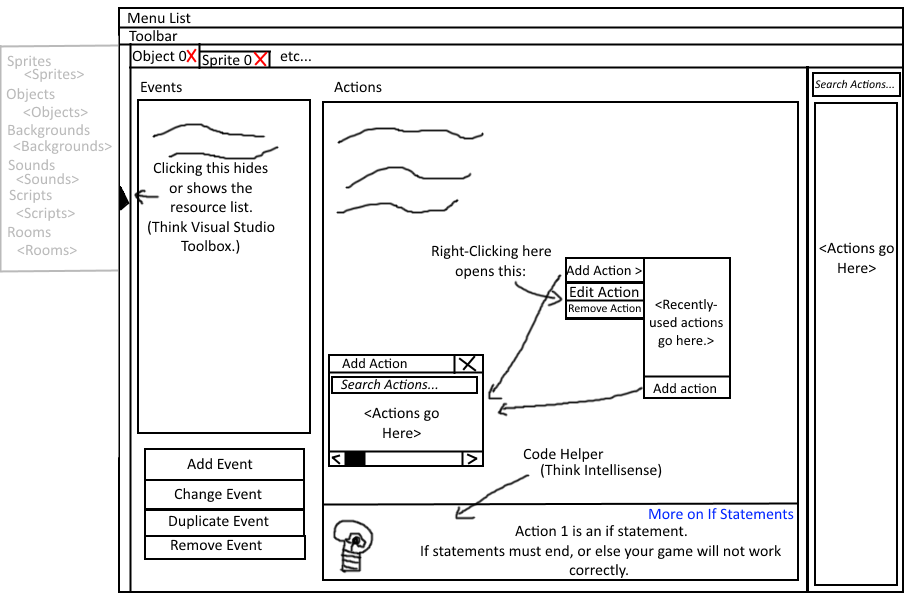 Menu List
Toolbar
Object 0X
Sprite 0 X
etc...
Sprites
<Sprites>
Objects
<Objects>
Backgrounds
<Backgrounds>
Sounds
<Sounds>
Scripts
<Scripts>
Rooms
<Rooms>
Events
Clicking this hides
or shows the
resource list.
(Think Visual Studio
Toolbox.)
Add Event
Change Event
Duplicate Event
Remove Event
Actions
Right-Clicking here
opens this:
Add Action >
Edit Action
Remove Action
<Recently-
used actions
go here.>
Add action
Add Action
Search Actions...
<Actions go
Here>
< >
Code Helper
(Think Intellisense)
More on If Statements
Action 1 is an if statement.
If statements must end, or else your game will not work
correctly.
Search Actions...
<Actions go
Here>